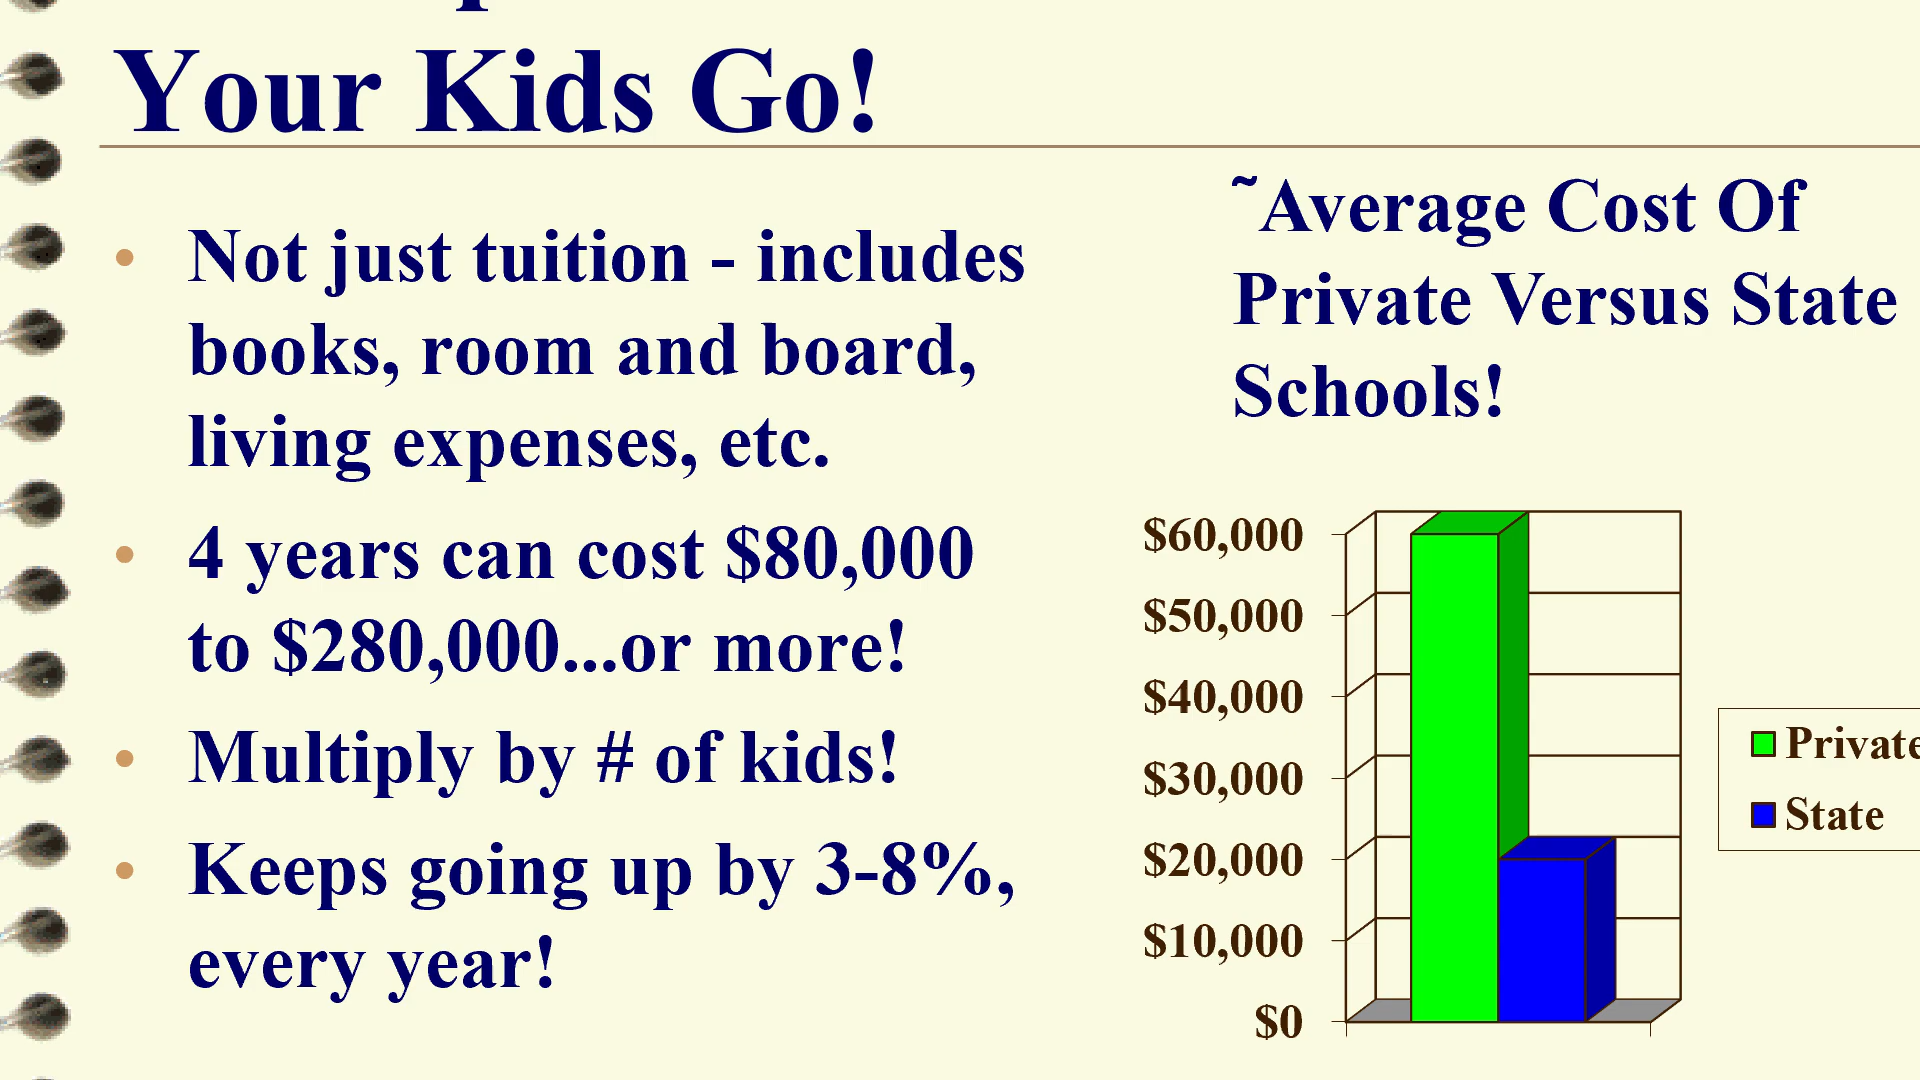 Your Kids Go!
• Not just tuition - includes
books, room and board,
living expenses, etc.
• 4 years can cost $80,000
to $280,000...or more!
• Multiply by # of kids!
• Keeps going up by 3-8%,
every year!
˜Average Cost Of
Private Versus State
Schools!
$60,000
$50,000
$40,000
$30,000
$20,000
$10,000
$0
Private
State